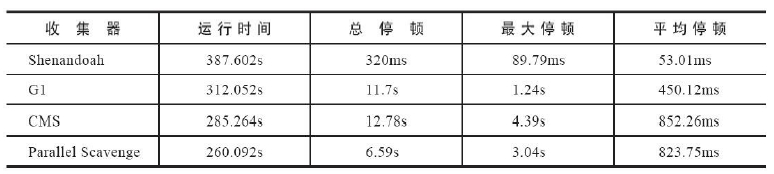 收集器 运行时间 总停顿 最大停顿 平均停顿
Shenandoah 387.602s 320ms 89.79ms 53.01ms
G1 312.052s 11.7s 1.24s 450.12ms
CMS 285.264s 12.78s 4.39s 852.26ms
Parallel Scavenge 260.092s 6.59s 3.04s 823.75ms